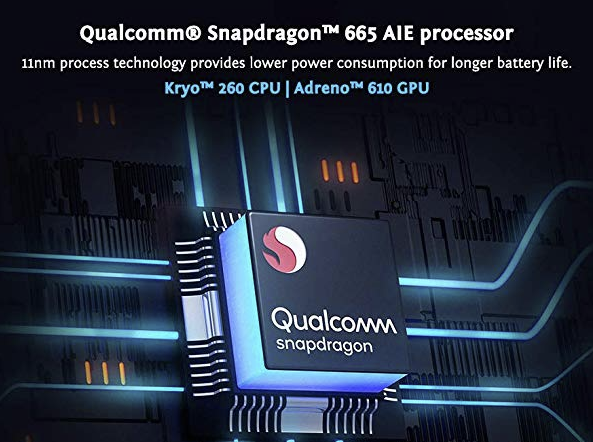 Qualcomm® Snapdragon™ 665 AIE processor
11nm process technology provides lower power consumption for longer battery life.
Kryo™ 260 CPU | Adreno™ 610 GPU
Qualcomm
snapdragon